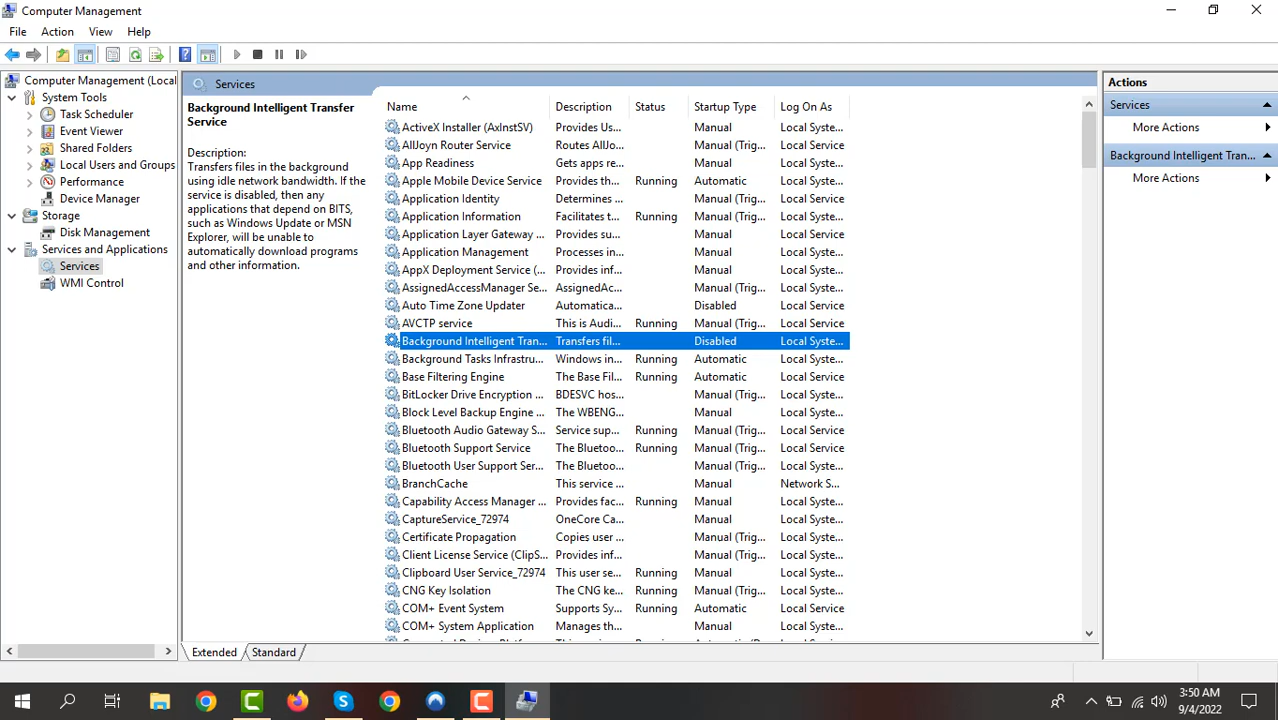 Computer Management
File Action View Help
Computer Management (Local
System Tools
Task Scheduler
Event Viewer
Shared Folders
Local Users and Groups
Performance
Device Manager
Storage
Disk Management
Services and Applications
Services
WMI Control
Services
Background Intelligent Transfer
Service
Description:
Transfers files in the background
using idle network bandwidth. If the
service is disabled, then any
applications that depend on BITS,
such as Windows Update or MSN
Explorer, will be unable to
automatically download programs
and other information.
Name Description Status Startup Type Log On As
ActiveX Installer (AxInstSV) Provides Us... Manual Local Syste...
AllJoyn Router Service Routes AllJo... Manual (Trig... Local Service
App Readiness Gets apps re... Manual Local Syste...
Apple Mobile Device Service Provides th... Running Automatic Local Syste...
Application Identity Determines ... Manual (Trig... Local Service
Application Information Facilitates t... Running Manual (Trig... Local Syste...
Application Layer Gateway ... Provides su... Manual Local Service
Application Management Processes in... Manual Local Syste...
AppX Deployment Service (... Provides inf... Manual Local Syste...
AssignedAccessManager Se... AssignedAc... Manual (Trig... Local Syste...
Auto Time Zone Updater Automatica... Disabled Local Service
AVCTP service This is Audi... Running Manual (Trig... Local Service
Background Intelligent Tran... Transfers fil... Disabled Local Syste...
Background Tasks Infrastru... Windows in... Running Automatic Local Syste...
Base Filtering Engine The Base Fil... Running Automatic Local Service
BitLocker Drive Encryption ... BDESVC hos... Manual (Trig... Local Syste...
Block Level Backup Engine ... The WBENG... Manual Local Syste...
Bluetooth Audio Gateway S... Service sup... Running Manual (Trig... Local Service
Bluetooth Support Service The Bluetoo... Running Manual (Trig... Local Service
Bluetooth User Support Ser... The Bluetoo... Manual (Trig... Local Syste...
BranchCache This service ... Manual Network S...
Capability Access Manager ... Provides fac... Running Manual Local Syste...
CaptureService_72974 OneCore Ca... Manual Local Syste...
Certificate Propagation Copies user ... Manual (Trig... Local Syste...
Client License Service (ClipS... Provides inf... Manual (Trig... Local Syste...
Clipboard User Service_72974 This user se... Running Manual Local Syste...
CNG Key Isolation The CNG ke... Running Manual (Trig... Local Syste...
COM+ Event System Supports Sy... Running Automatic Local Service
COM+ System Application Manages th... Manual Local Syste...
Extended Standard
Actions
Services
More Actions
Background Intelligent Tran...
More Actions
3:50 AM
9/4/2022